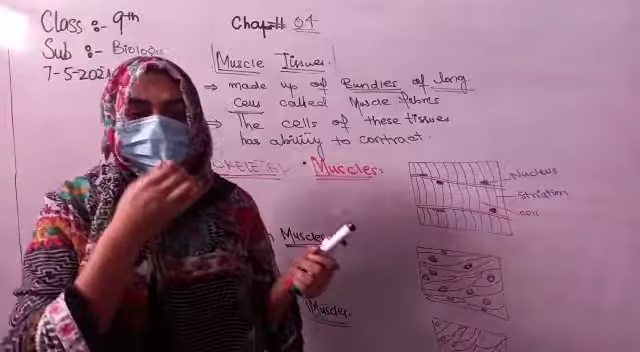 Class :- 9th
Chap# 04
Sub :- Biology
7-5-2021
Muscle Tissues.
→ made up of Bundles of long
cells called Muscle fibres
→ The cells of these tissues
has ability to contract.
SKELETAL Muscles:
Nucleus
striation
cell
Muscles
Muscles.